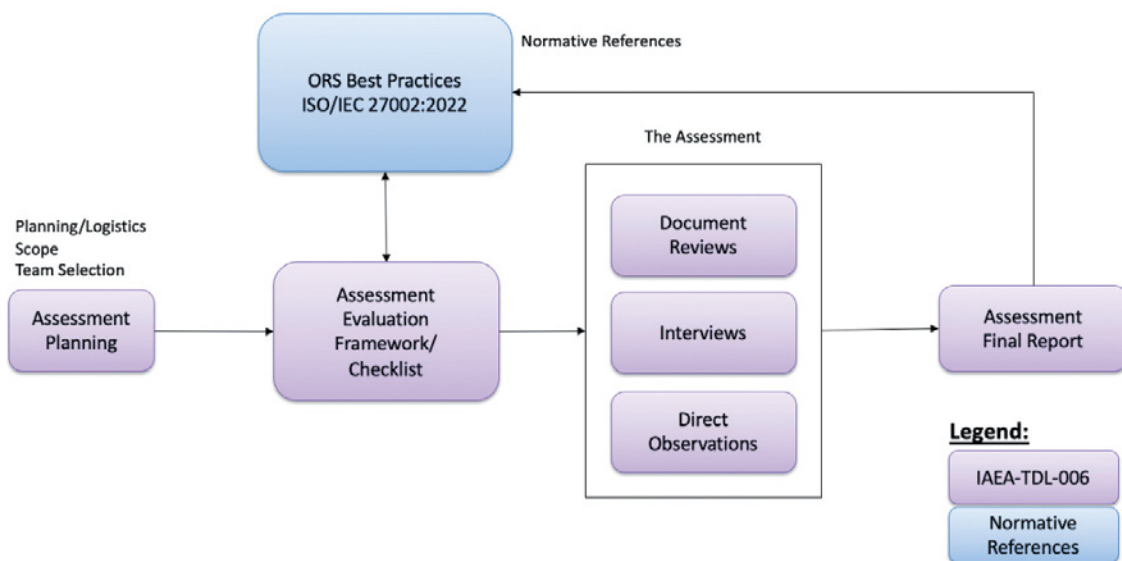 Normative References
ORS Best Practices
ISO/IEC 27002:2022
The Assessment
Planning/Logistics
Scope
Team Selection
Assessment
Planning
Assessment
Evaluation
Framework/
Checklist
Document
Reviews
Interviews
Direct
Observations
Assessment
Final Report
Legend:
IAEA-TDL-006
Normative
References